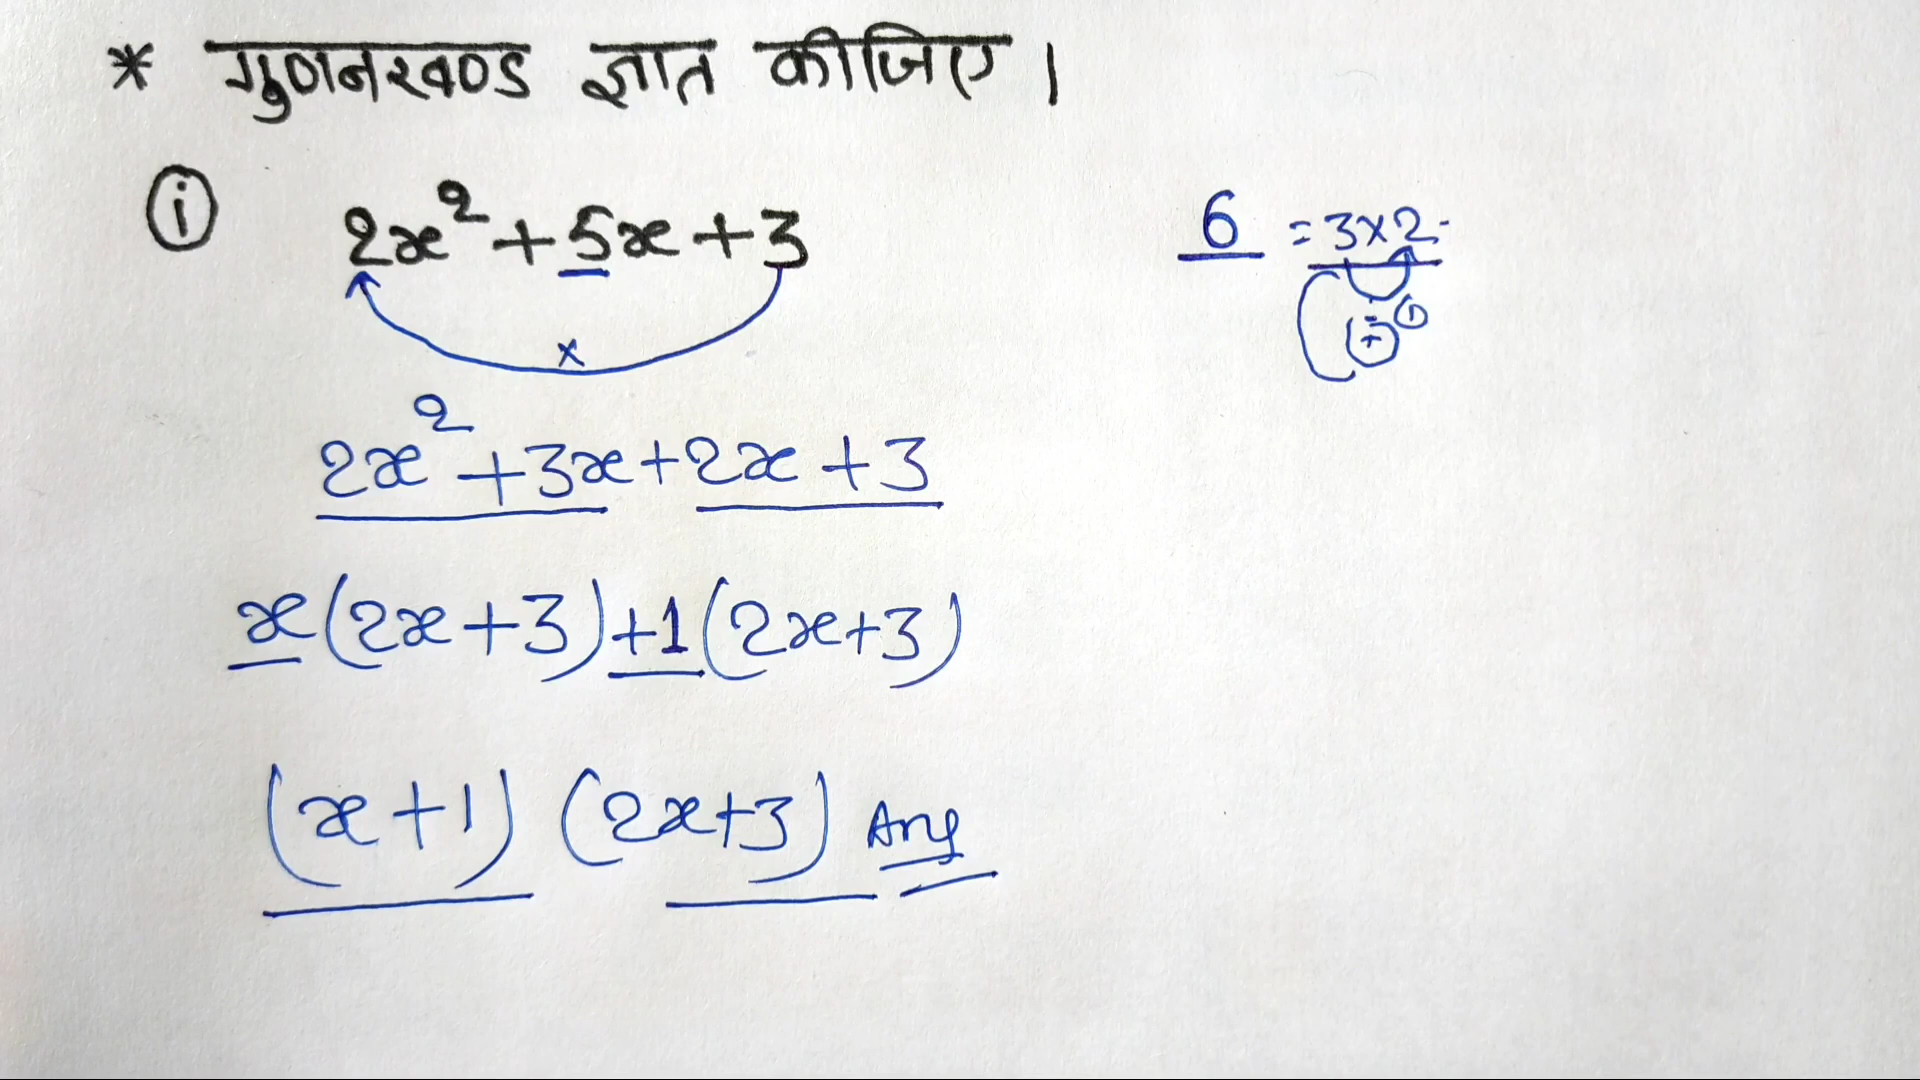 * गुणनखण्ड ज्ञात कीजिए।
(i) 2x² + 5x + 3
6 = 3×2
×
2x² + 3x + 2x + 3
x(2x+3) +1(2x+3)
(x+1) (2x+3) Ans